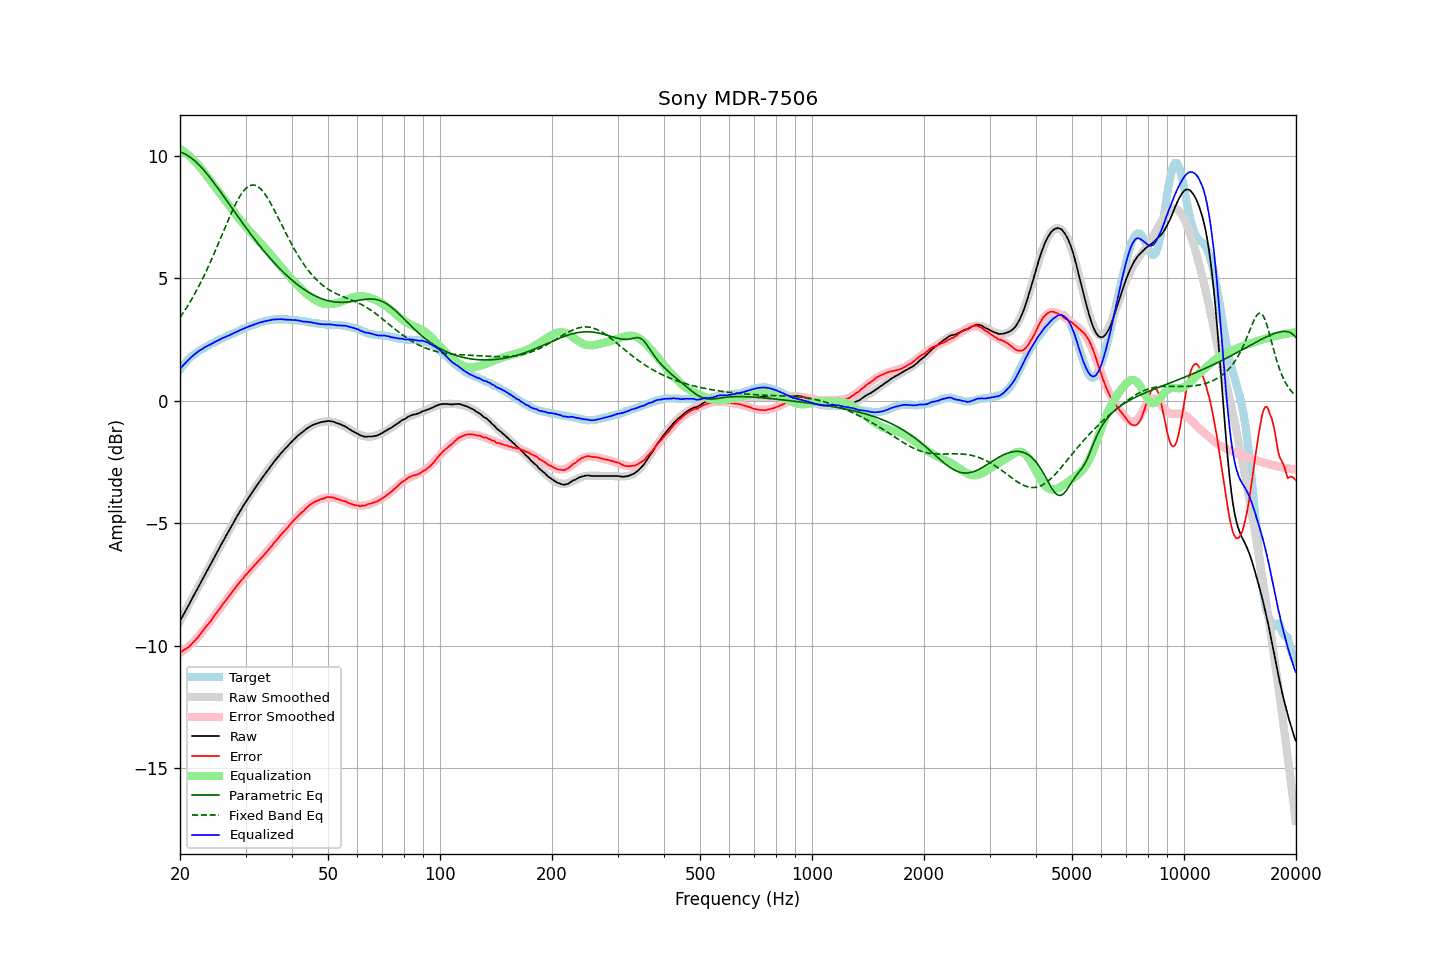 Sony MDR-7506
Amplitude (dBr)
10
5
0
−5
−10
−15
Target
Raw Smoothed
Error Smoothed
Raw
Error
Equalization
Parametric Eq
Fixed Band Eq
Equalized
20 50 100 200 500 1000 2000 5000 10000 20000
Frequency (Hz)